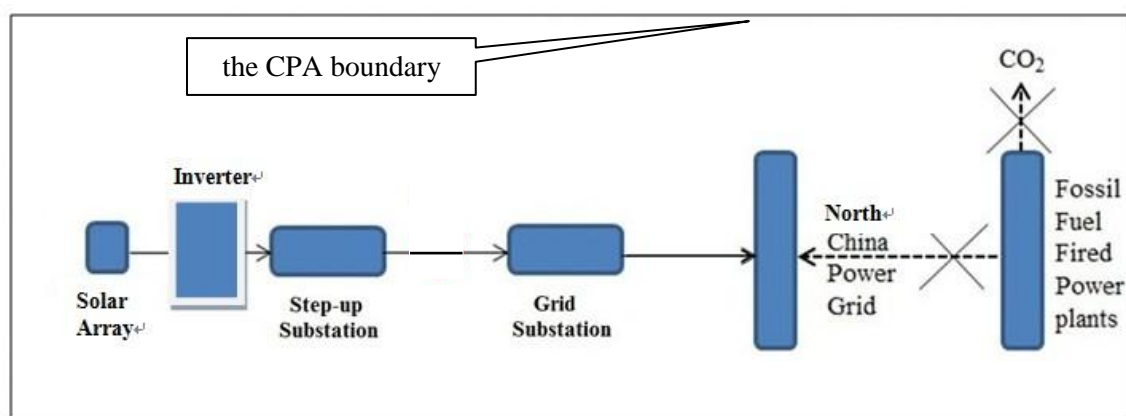 the CPA boundary
CO₂
Inverter↵
Solar
Array↵
Step-up
Substation
Grid
Substation
North↵
China
Power
Grid
Fossil
Fuel
Fired
Power
plants